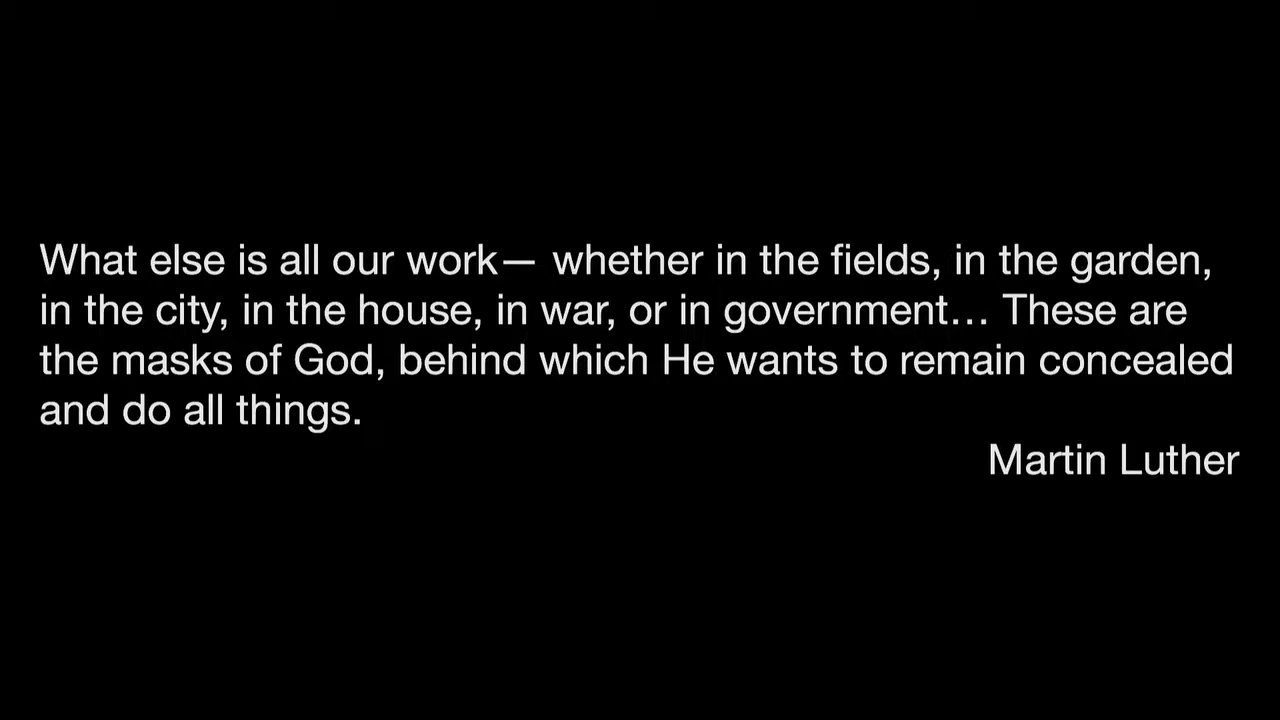 What else is all our work— whether in the fields, in the garden,
in the city, in the house, in war, or in government… These are
the masks of God, behind which He wants to remain concealed
and do all things.
Martin Luther